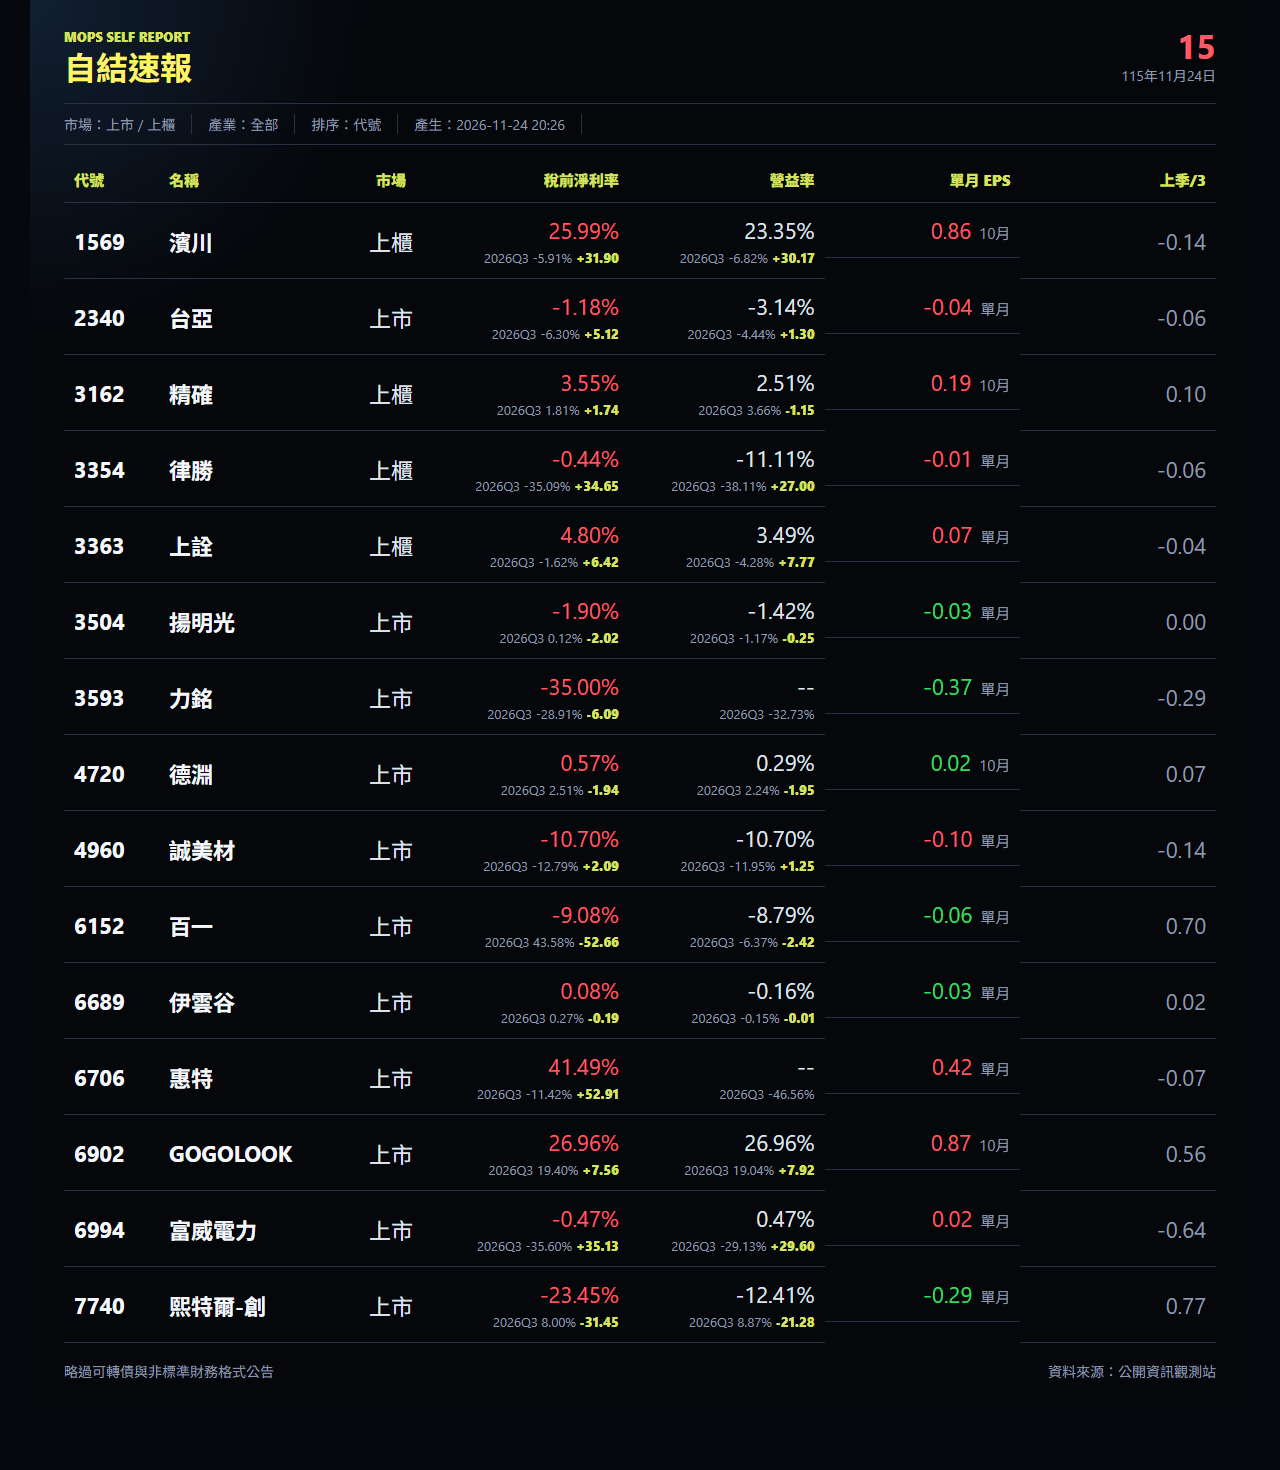 MOPS SELF REPORT
自結速報
15
115年11月24日
市場：上市 / 上櫃 產業：全部 排序：代號 產生：2026-11-24 20:26
代號 名稱 市場 稅前淨利率 營益率 單月 EPS 上季/3
1569 濱川 上櫃 25.99% 23.35% 0.86 10月 -0.14
2026Q3 -5.91% +31.90 2026Q3 -6.82% +30.17
2340 台亞 上市 -1.18% -3.14% -0.04 單月 -0.06
2026Q3 -6.30% +5.12 2026Q3 -4.44% +1.30
3162 精確 上櫃 3.55% 2.51% 0.19 10月 0.10
2026Q3 1.81% +1.74 2026Q3 3.66% -1.15
3354 律勝 上櫃 -0.44% -11.11% -0.01 單月 -0.06
2026Q3 -35.09% +34.65 2026Q3 -38.11% +27.00
3363 上詮 上櫃 4.80% 3.49% 0.07 單月 -0.04
2026Q3 -1.62% +6.42 2026Q3 -4.28% +7.77
3504 揚明光 上市 -1.90% -1.42% -0.03 單月 0.00
2026Q3 0.12% -2.02 2026Q3 -1.17% -0.25
3593 力銘 上市 -35.00% -- -0.37 單月 -0.29
2026Q3 -28.91% -6.09 2026Q3 -32.73%
4720 德淵 上市 0.57% 0.29% 0.02 10月 0.07
2026Q3 2.51% -1.94 2026Q3 2.24% -1.95
4960 誠美材 上市 -10.70% -10.70% -0.10 單月 -0.14
2026Q3 -12.79% +2.09 2026Q3 -11.95% +1.25
6152 百一 上市 -9.08% -8.79% -0.06 單月 0.70
2026Q3 43.58% -52.66 2026Q3 -6.37% -2.42
6689 伊雲谷 上市 0.08% -0.16% -0.03 單月 0.02
2026Q3 0.27% -0.19 2026Q3 -0.15% -0.01
6706 惠特 上市 41.49% -- 0.42 單月 -0.07
2026Q3 -11.42% +52.91 2026Q3 -46.56%
6902 GOGOLOOK 上市 26.96% 26.96% 0.87 10月 0.56
2026Q3 19.40% +7.56 2026Q3 19.04% +7.92
6994 富威電力 上市 -0.47% 0.47% 0.02 單月 -0.64
2026Q3 -35.60% +35.13 2026Q3 -29.13% +29.60
7740 熙特爾-創 上市 -23.45% -12.41% -0.29 單月 0.77
2026Q3 8.00% -31.45 2026Q3 8.87% -21.28
略過可轉債與非標準財務格式公告 資料來源：公開資訊觀測站